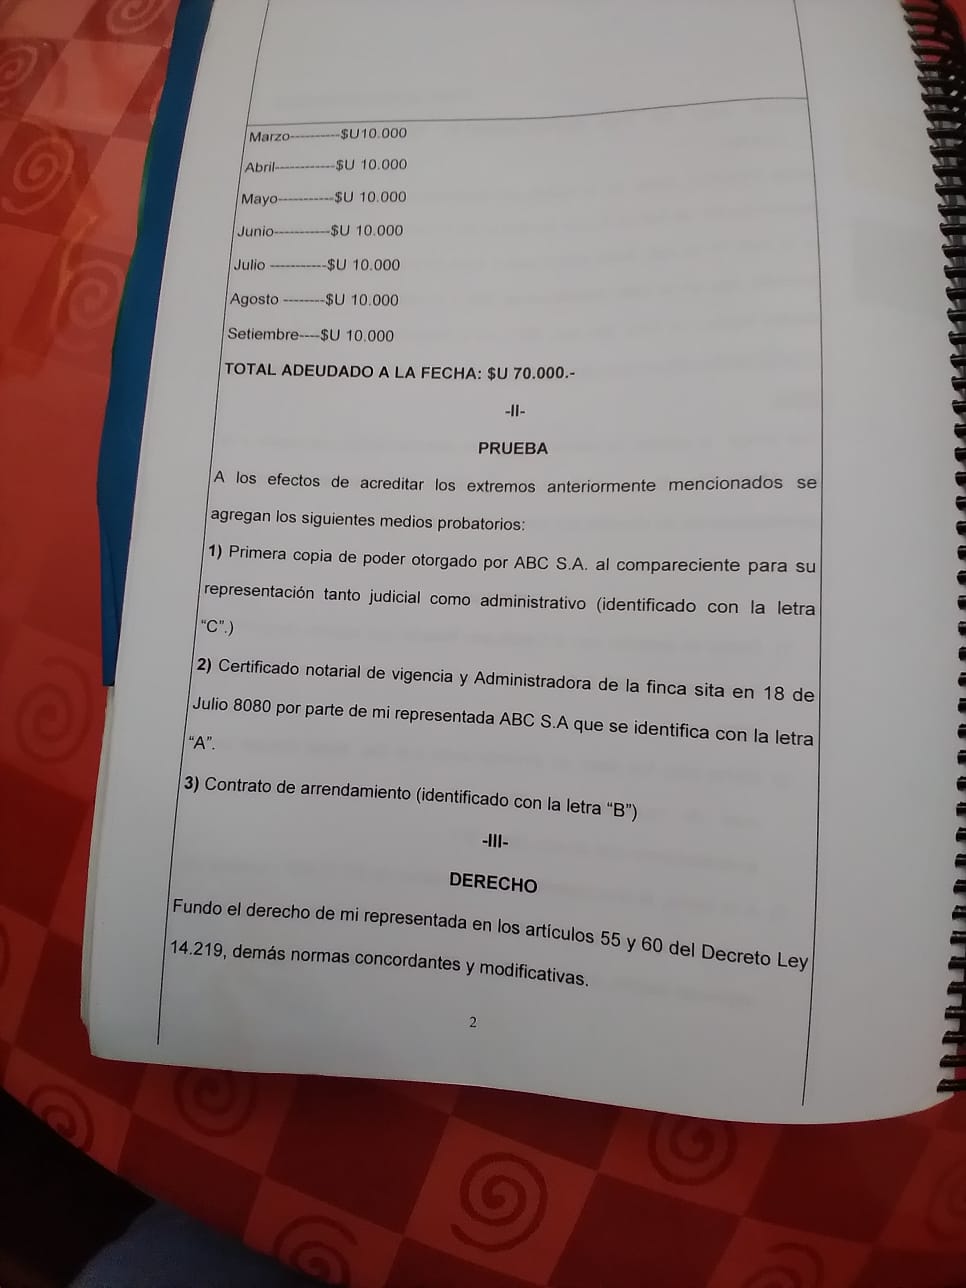 Marzo----------$U10.000
Abril------------$U 10.000
Mayo-----------$U 10.000
Junio-----------$U 10.000
Julio -----------$U 10.000
Agosto --------$U 10.000
Setiembre----$U 10.000
TOTAL ADEUDADO A LA FECHA: $U 70.000.-
-II-
PRUEBA
A los efectos de acreditar los extremos anteriormente mencionados se
agregan los siguientes medios probatorios:
1) Primera copia de poder otorgado por ABC S.A. al compareciente para su
representación tanto judicial como administrativo (identificado con la letra
“C”.)
2) Certificado notarial de vigencia y Administradora de la finca sita en 18 de
Julio 8080 por parte de mi representada ABC S.A que se identifica con la letra
“A”.
3) Contrato de arrendamiento (identificado con la letra “B”)
-III-
DERECHO
Fundo el derecho de mi representada en los artículos 55 y 60 del Decreto Ley
14.219, demás normas concordantes y modificativas.
2